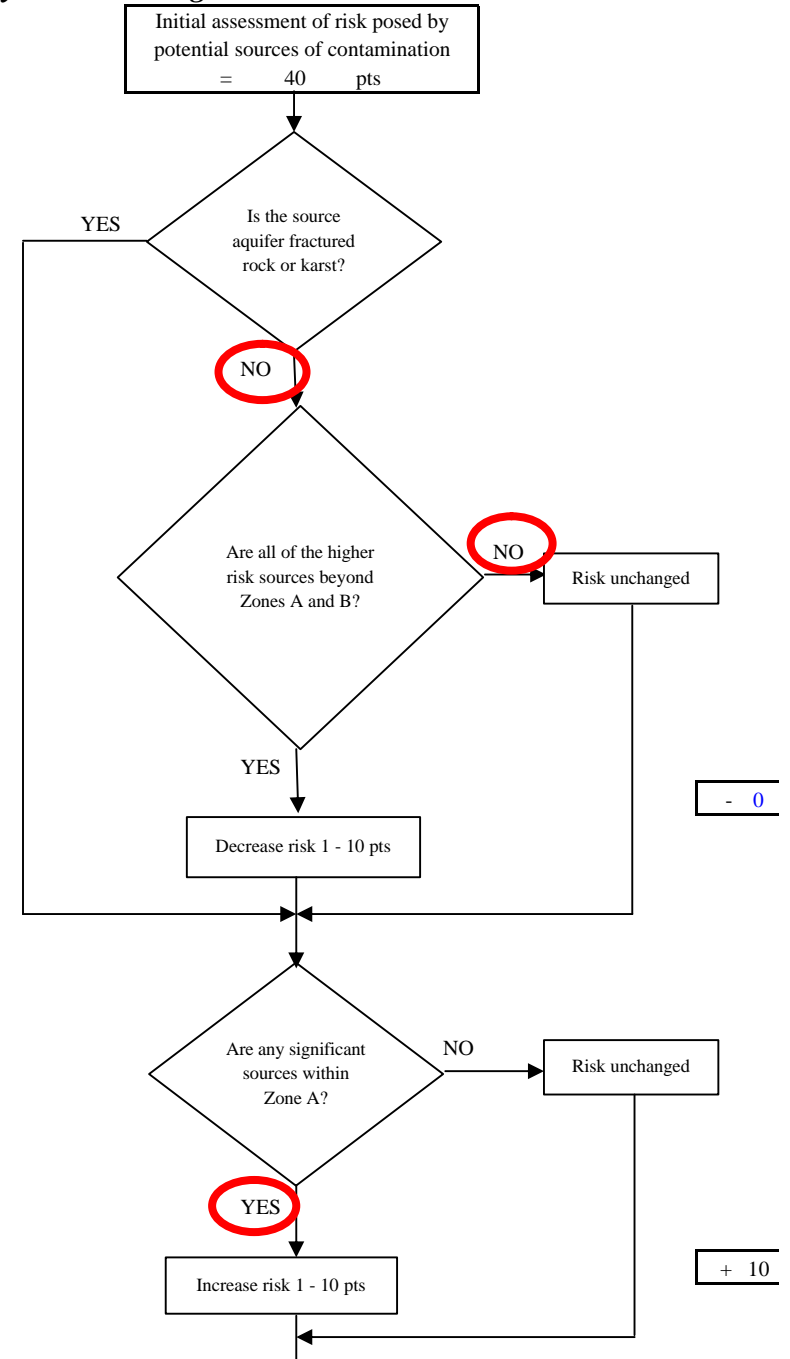 Initial assessment of risk posed by
potential sources of contamination
= 40 pts
YES
Is the source
aquifer fractured
rock or karst?
NO
Are all of the higher
risk sources beyond
Zones A and B?
NO
Risk unchanged
YES
- 0
Decrease risk 1 - 10 pts
Are any significant
sources within
Zone A?
NO
Risk unchanged
YES
Increase risk 1 - 10 pts
+ 10